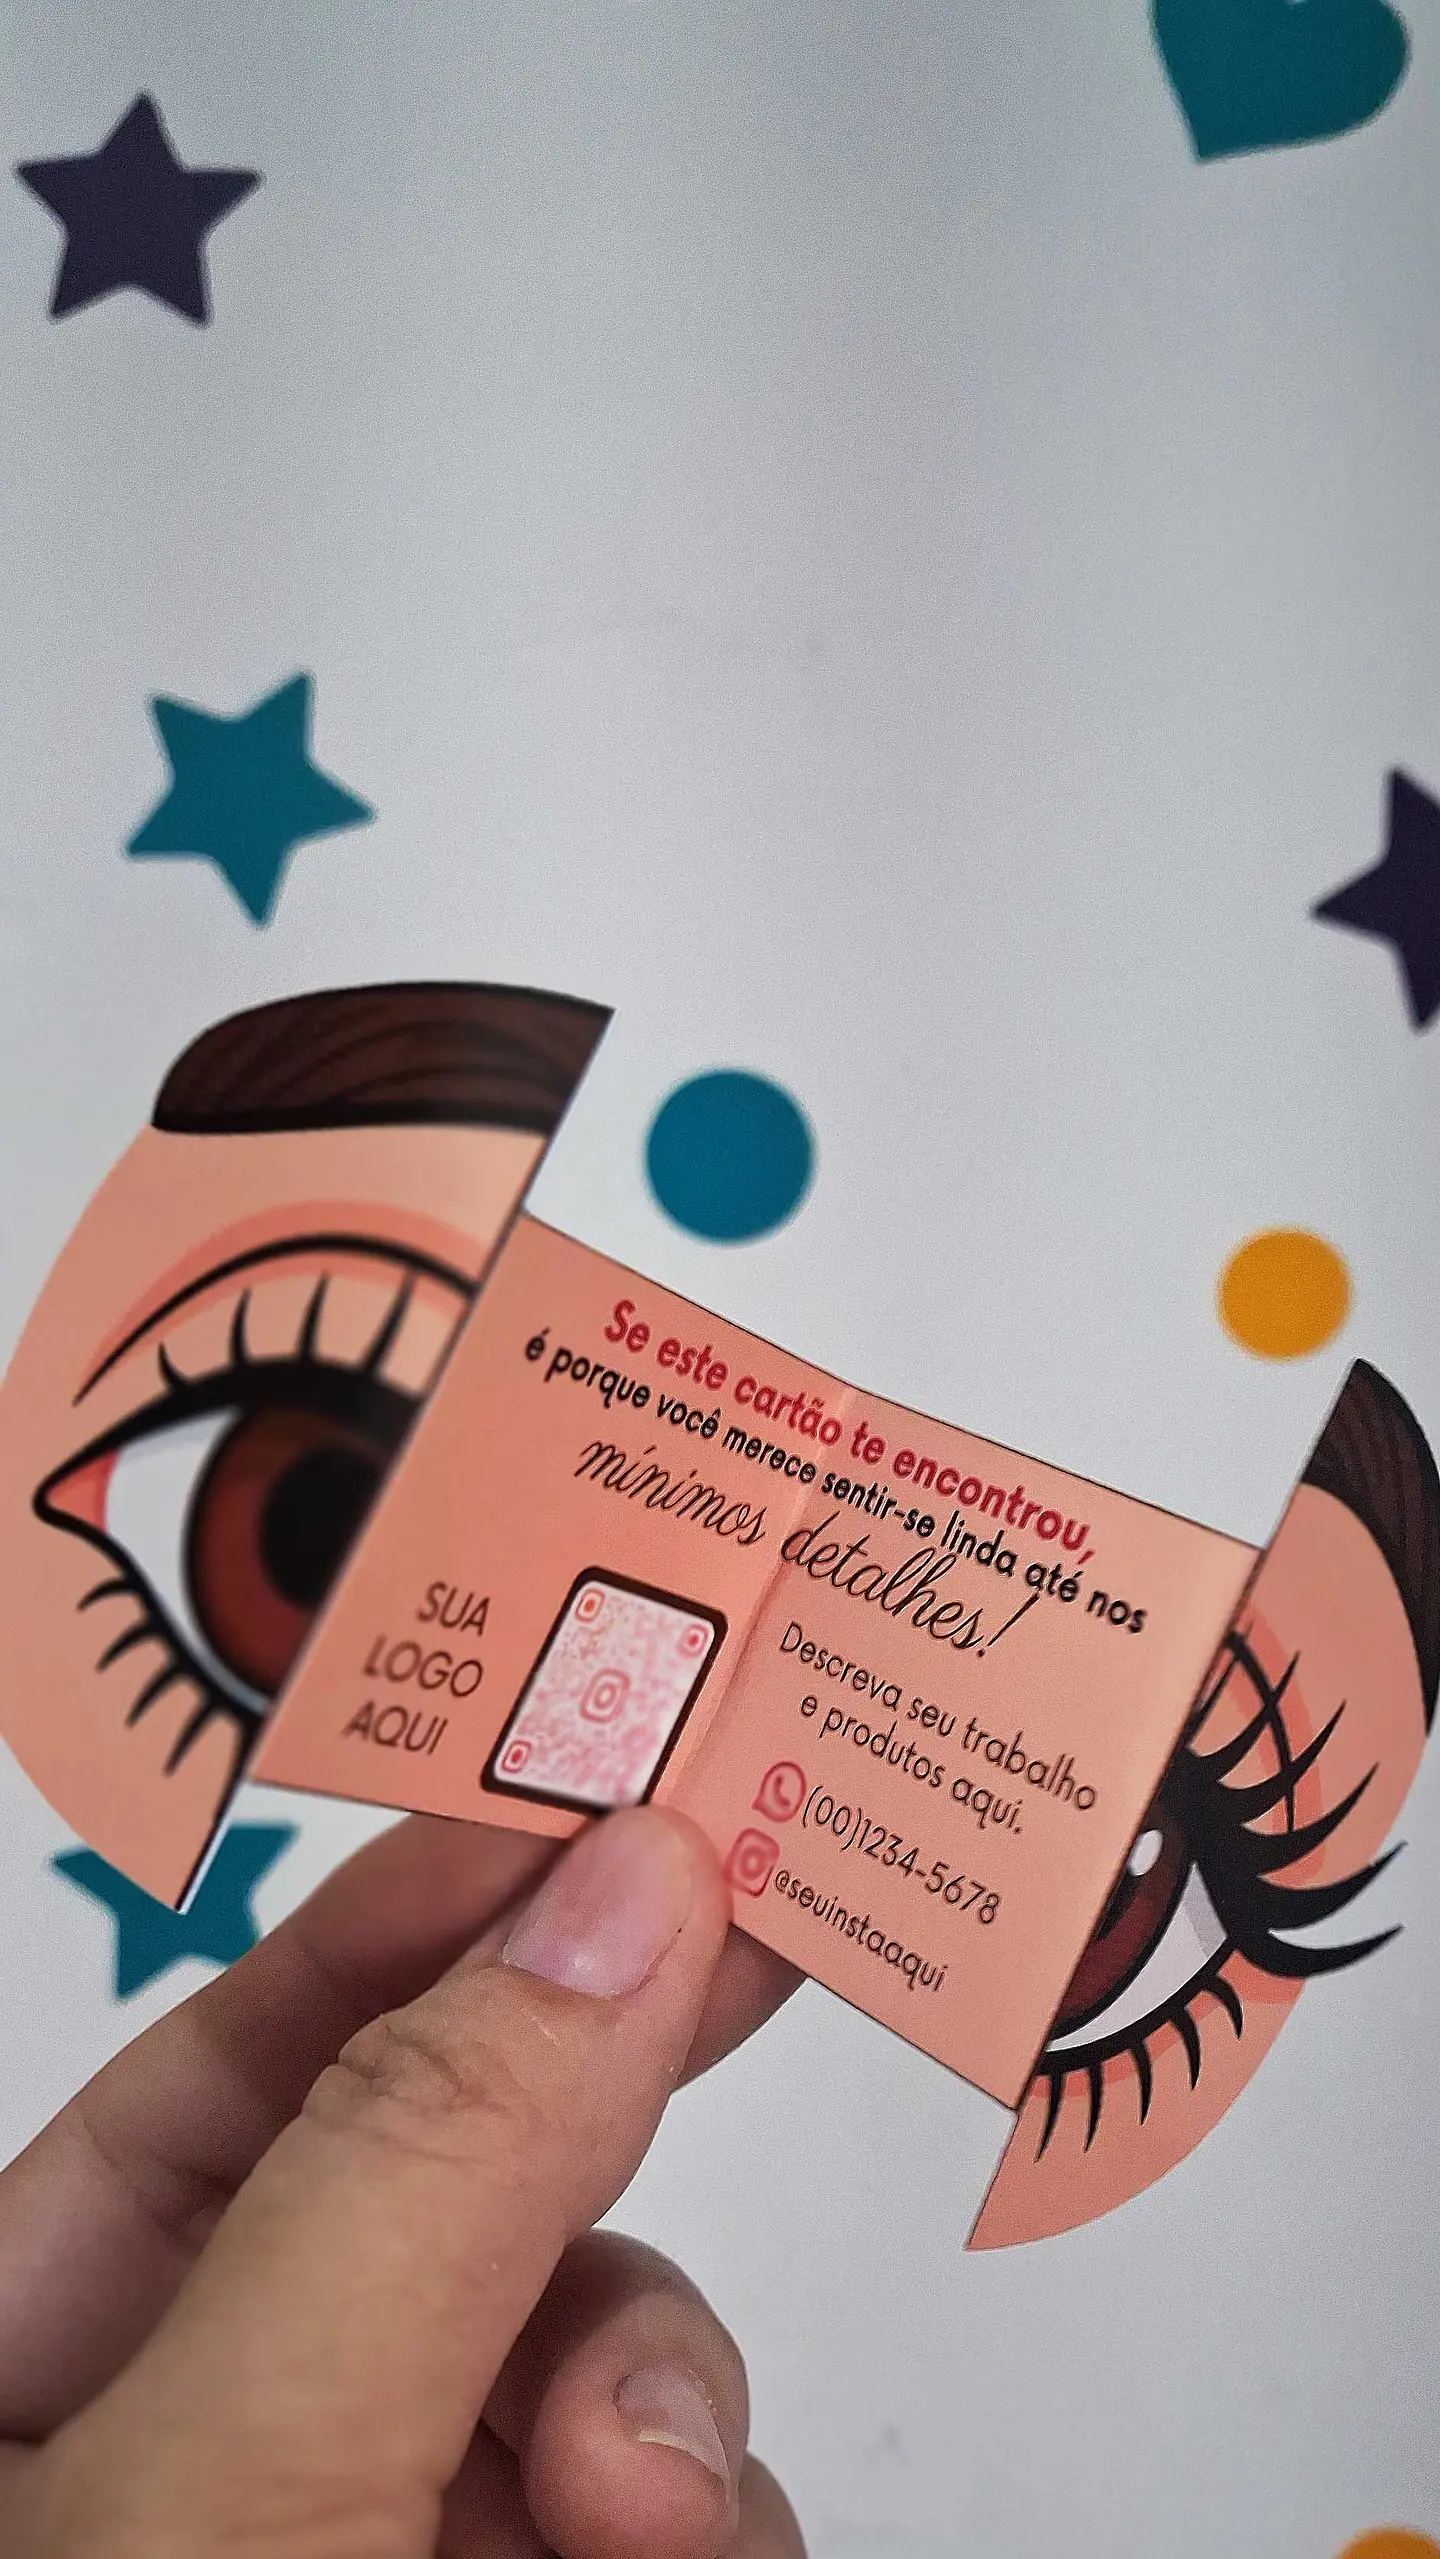 Se este cartão te encontrou,
é porque você merece sentir-se linda até nos
mínimos detalhes!
SUA
LOGO
AQUI
Descreva seu trabalho
e produtos aqui.
(00)1234-5678
@seuinstaaqui